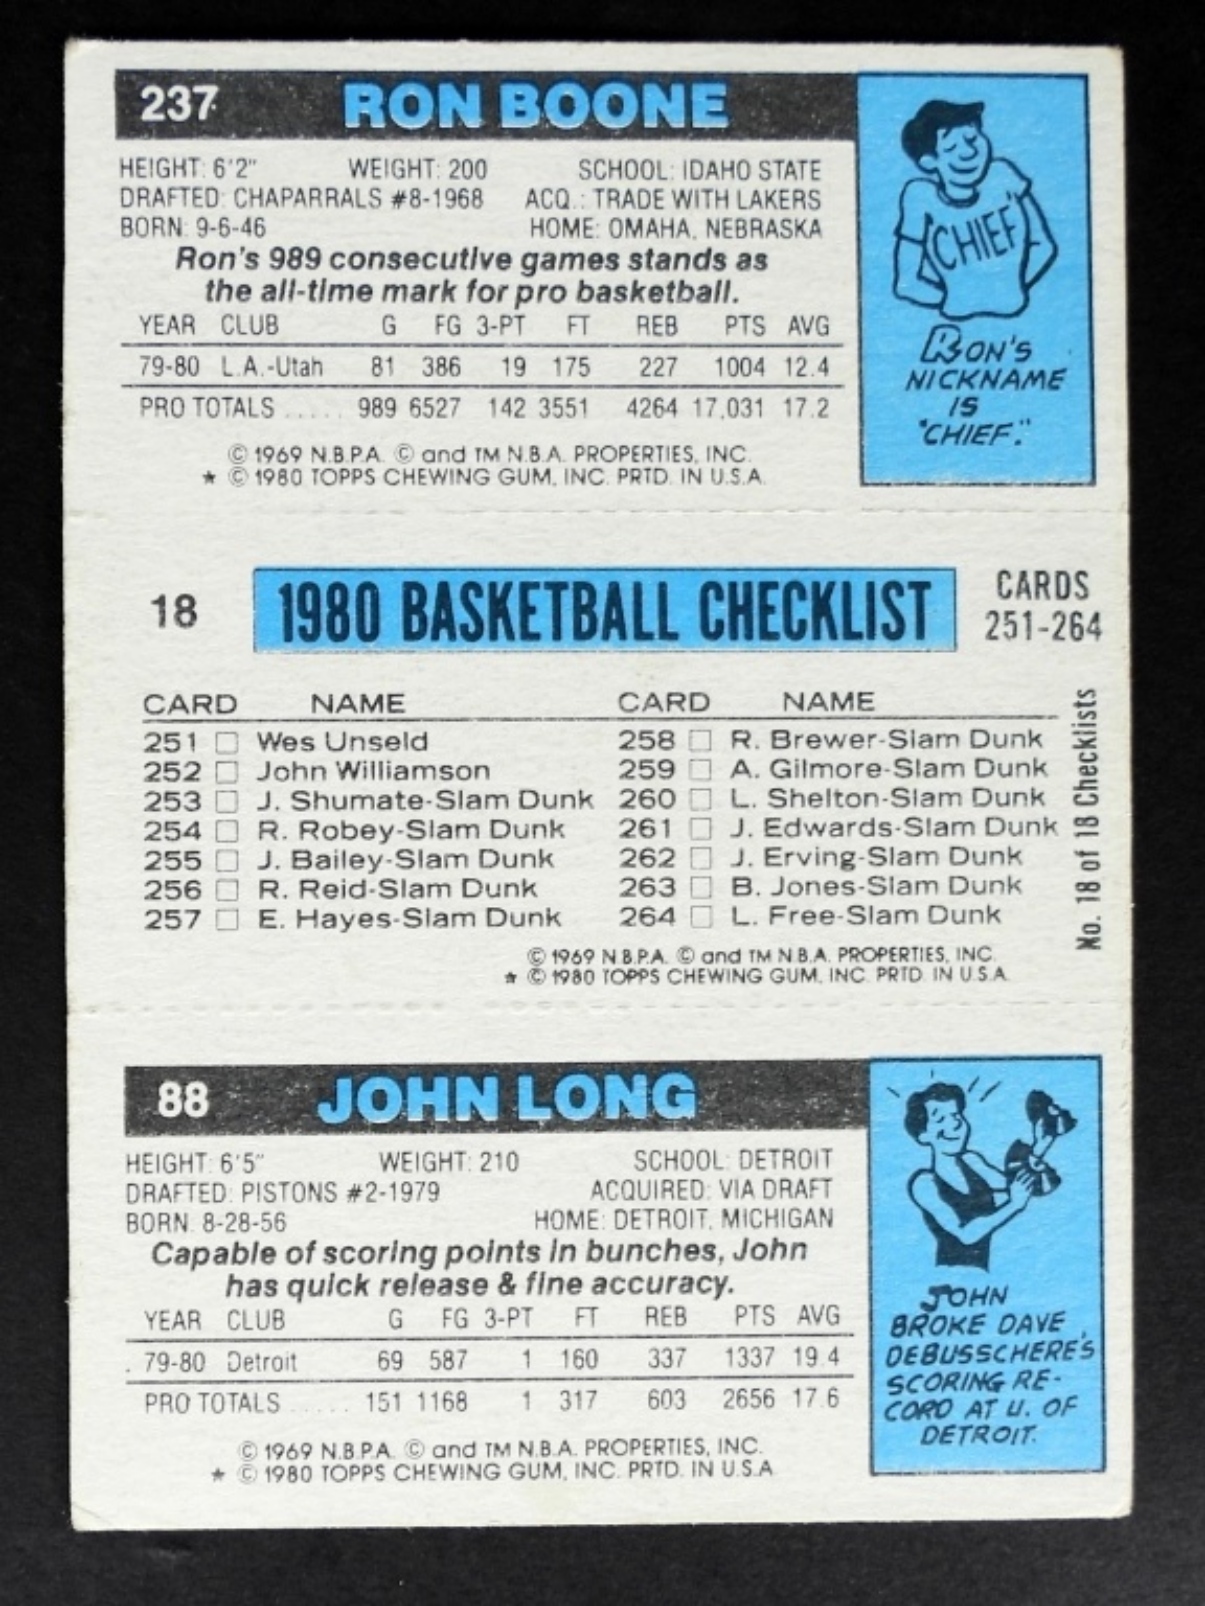 237 RON BOONE
HEIGHT: 6'2" WEIGHT: 200 SCHOOL: IDAHO STATE
DRAFTED: CHAPARRALS #8-1968 ACQ.: TRADE WITH LAKERS
BORN: 9-6-46 HOME: OMAHA, NEBRASKA
Ron's 989 consecutive games stands as
the all-time mark for pro basketball.
YEAR CLUB G FG 3-PT FT REB PTS AVG
79-80 L.A.-Utah 81 386 19 175 227 1004 12.4
PRO TOTALS ..... 989 6527 142 3551 4264 17,031 17.2
© 1969 N.B.P.A. © and TM N.B.A. PROPERTIES, INC.
* © 1980 TOPPS CHEWING GUM, INC. PRTD. IN U.S.A.
CHIEF
RON'S
NICKNAME
IS
"CHIEF."
18 1980 BASKETBALL CHECKLIST CARDS
251-264
CARD NAME CARD NAME
251 □ Wes Unseld 258 □ R. Brewer-Slam Dunk
252 □ John Williamson 259 □ A. Gilmore-Slam Dunk
253 □ J. Shumate-Slam Dunk 260 □ L. Shelton-Slam Dunk
254 □ R. Robey-Slam Dunk 261 □ J. Edwards-Slam Dunk
255 □ J. Bailey-Slam Dunk 262 □ J. Erving-Slam Dunk
256 □ R. Reid-Slam Dunk 263 □ B. Jones-Slam Dunk
257 □ E. Hayes-Slam Dunk 264 □ L. Free-Slam Dunk
No. 18 of 18 Checklists
© 1969 N.B.P.A. © and TM N.B.A. PROPERTIES, INC.
* © 1980 TOPPS CHEWING GUM, INC. PRTD. IN U.S.A.
88 JOHN LONG
HEIGHT: 6'5" WEIGHT: 210 SCHOOL: DETROIT
DRAFTED: PISTONS #2-1979 ACQUIRED: VIA DRAFT
BORN: 8-28-56 HOME: DETROIT, MICHIGAN
Capable of scoring points in bunches, John
has quick release & fine accuracy.
YEAR CLUB G FG 3-PT FT REB PTS AVG
79-80 Detroit 69 587 1 160 337 1337 19.4
PRO TOTALS ..... 151 1168 1 317 603 2656 17.6
© 1969 N.B.P.A. © and TM N.B.A. PROPERTIES, INC.
* © 1980 TOPPS CHEWING GUM, INC. PRTD. IN U.S.A
JOHN
BROKE DAVE
DEBUSSCHERE'S
SCORING RE-
CORD AT U. OF
DETROIT.